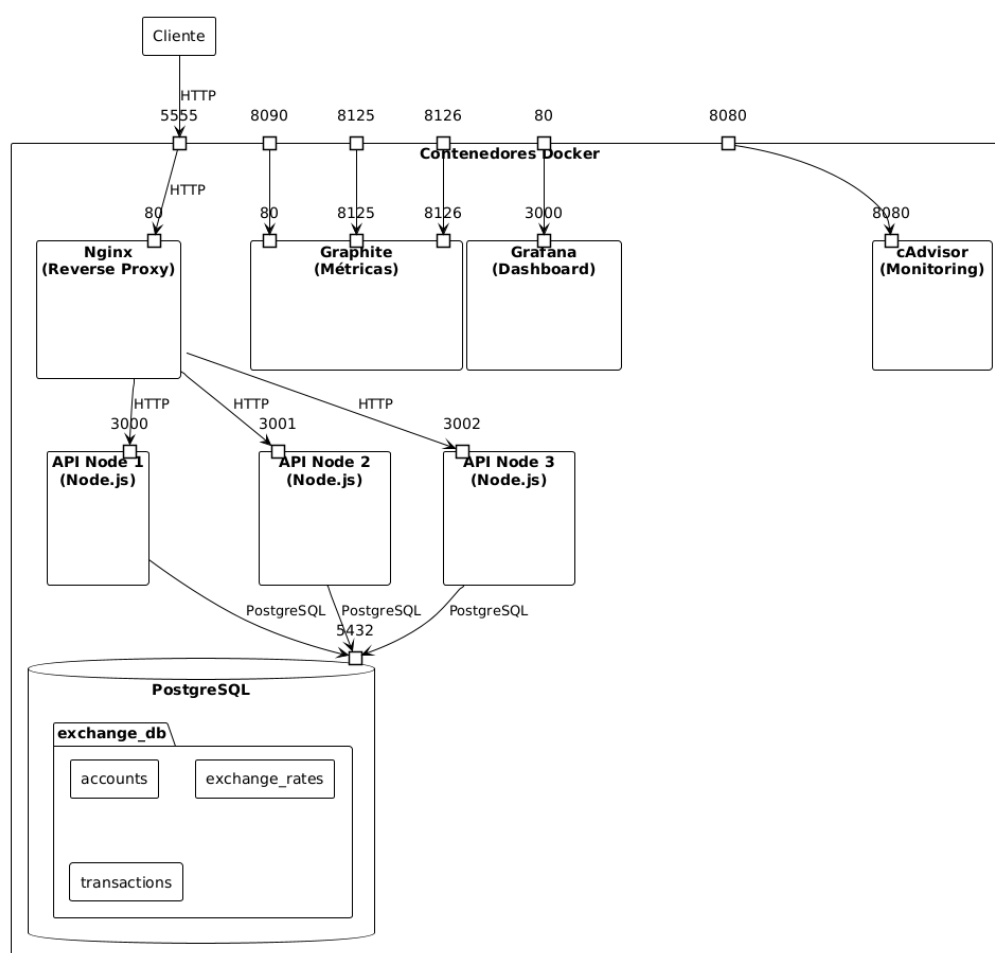 Cliente
HTTP
5555
8090
8125
8126
80
8080
Contenedores Docker
HTTP
80
80
8125
8126
3000
8080
Nginx
(Reverse Proxy)
Graphite
(Métricas)
Grafana
(Dashboard)
cAdvisor
(Monitoring)
HTTP
HTTP
HTTP
3000
3001
3002
API Node 1
(Node.js)
API Node 2
(Node.js)
API Node 3
(Node.js)
PostgreSQL
PostgreSQL
PostgreSQL
5432
PostgreSQL
exchange_db
accounts
exchange_rates
transactions